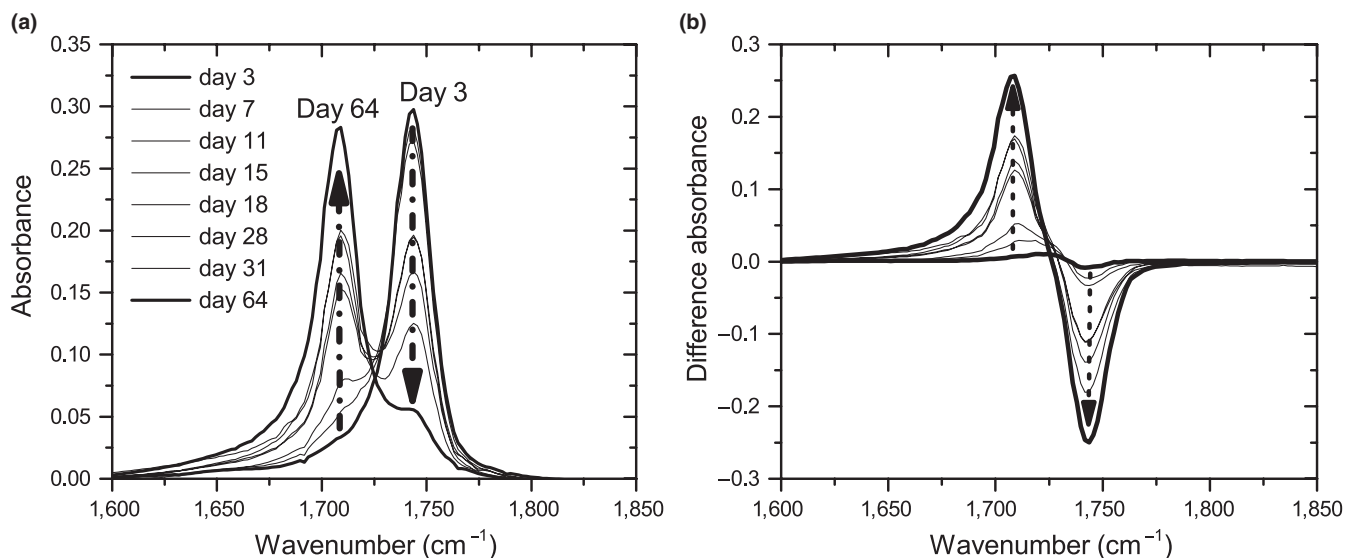 (a)
0.35
0.30
0.25
0.20
0.15
0.10
0.05
0.00
Absorbance
day 3
day 7
day 11
day 15
day 18
day 28
day 31
day 64
Day 64
Day 3
1,600
1,650
1,700
1,750
1,800
1,850
Wavenumber (cm⁻¹)
(b)
0.3
0.2
0.1
0.0
−0.1
−0.2
−0.3
Difference absorbance
1,600
1,650
1,700
1,750
1,800
1,850
Wavenumber (cm⁻¹)